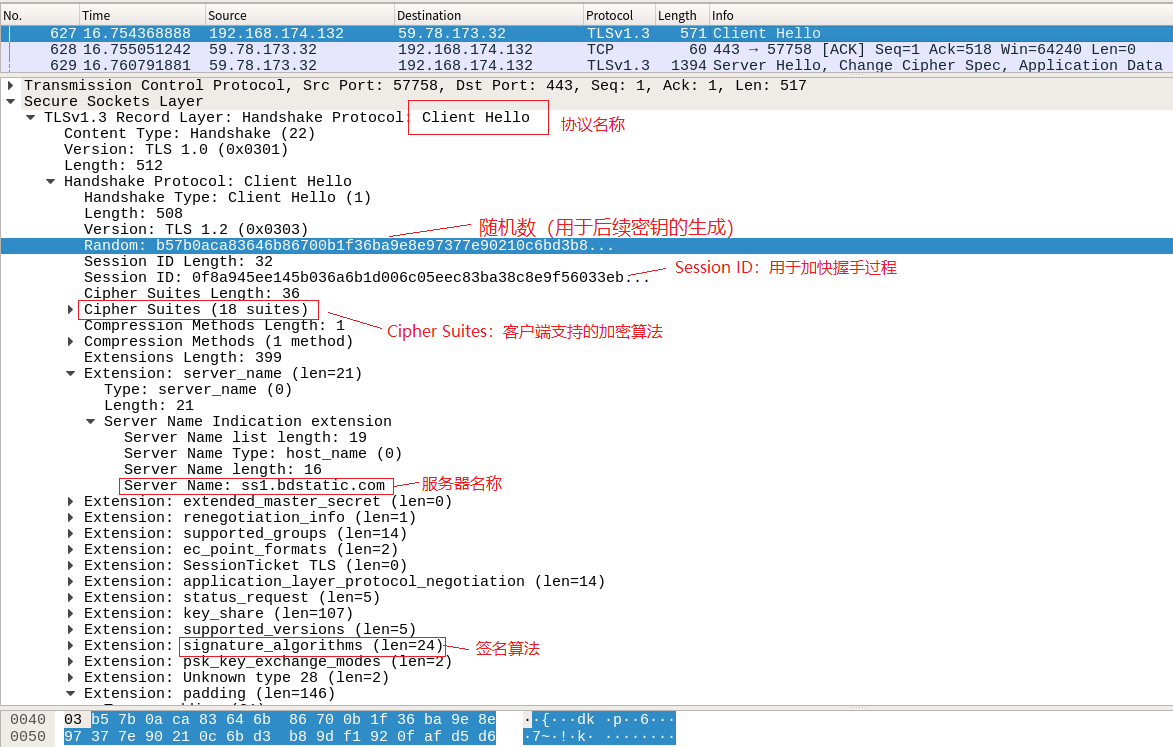 No. Time Source Destination Protocol Length Info
627 16.754368888 192.168.174.132 59.78.173.32 TLSv1.3 571 Client Hello
628 16.755051242 59.78.173.32 192.168.174.132 TCP 60 443 → 57758 [ACK] Seq=1 Ack=518 Win=64240 Len=0
629 16.760791881 59.78.173.32 192.168.174.132 TLSv1.3 1394 Server Hello, Change Cipher Spec, Application Data
Transmission Control Protocol, Src Port: 57758, Dst Port: 443, Seq: 1, Ack: 1, Len: 517
Secure Sockets Layer
TLSv1.3 Record Layer: Handshake Protocol: Client Hello
协议名称
Content Type: Handshake (22)
Version: TLS 1.0 (0x0301)
Length: 512
Handshake Protocol: Client Hello
Handshake Type: Client Hello (1)
Length: 508
Version: TLS 1.2 (0x0303)
随机数（用于后续密钥的生成）
Random: b57b0aca83646b86700b1f36ba9e8e97377e90210c6bd3b8...
Session ID Length: 32
Session ID: 0f8a945ee145b036a6b1d006c05eec83ba38c8e9f56033eb...
Session ID：用于加快握手过程
Cipher Suites Length: 36
Cipher Suites (18 suites)
Compression Methods Length: 1
Cipher Suites：客户端支持的加密算法
Compression Methods (1 method)
Extensions Length: 399
Extension: server_name (len=21)
Type: server_name (0)
Length: 21
Server Name Indication extension
Server Name list length: 19
Server Name Type: host_name (0)
Server Name length: 16
Server Name: ss1.bdstatic.com
服务器名称
Extension: extended_master_secret (len=0)
Extension: renegotiation_info (len=1)
Extension: supported_groups (len=14)
Extension: ec_point_formats (len=2)
Extension: SessionTicket TLS (len=0)
Extension: application_layer_protocol_negotiation (len=14)
Extension: status_request (len=5)
Extension: key_share (len=107)
Extension: supported_versions (len=5)
Extension: signature_algorithms (len=24)
签名算法
Extension: psk_key_exchange_modes (len=2)
Extension: Unknown type 28 (len=2)
Extension: padding (len=146)
0040 03 b5 7b 0a ca 83 64 6b 86 70 0b 1f 36 ba 9e 8e ··{···dk ·p··6···
0050 97 37 7e 90 21 0c 6b d3 b8 9d f1 92 0f af d5 d6 ·7~·!·k· ········